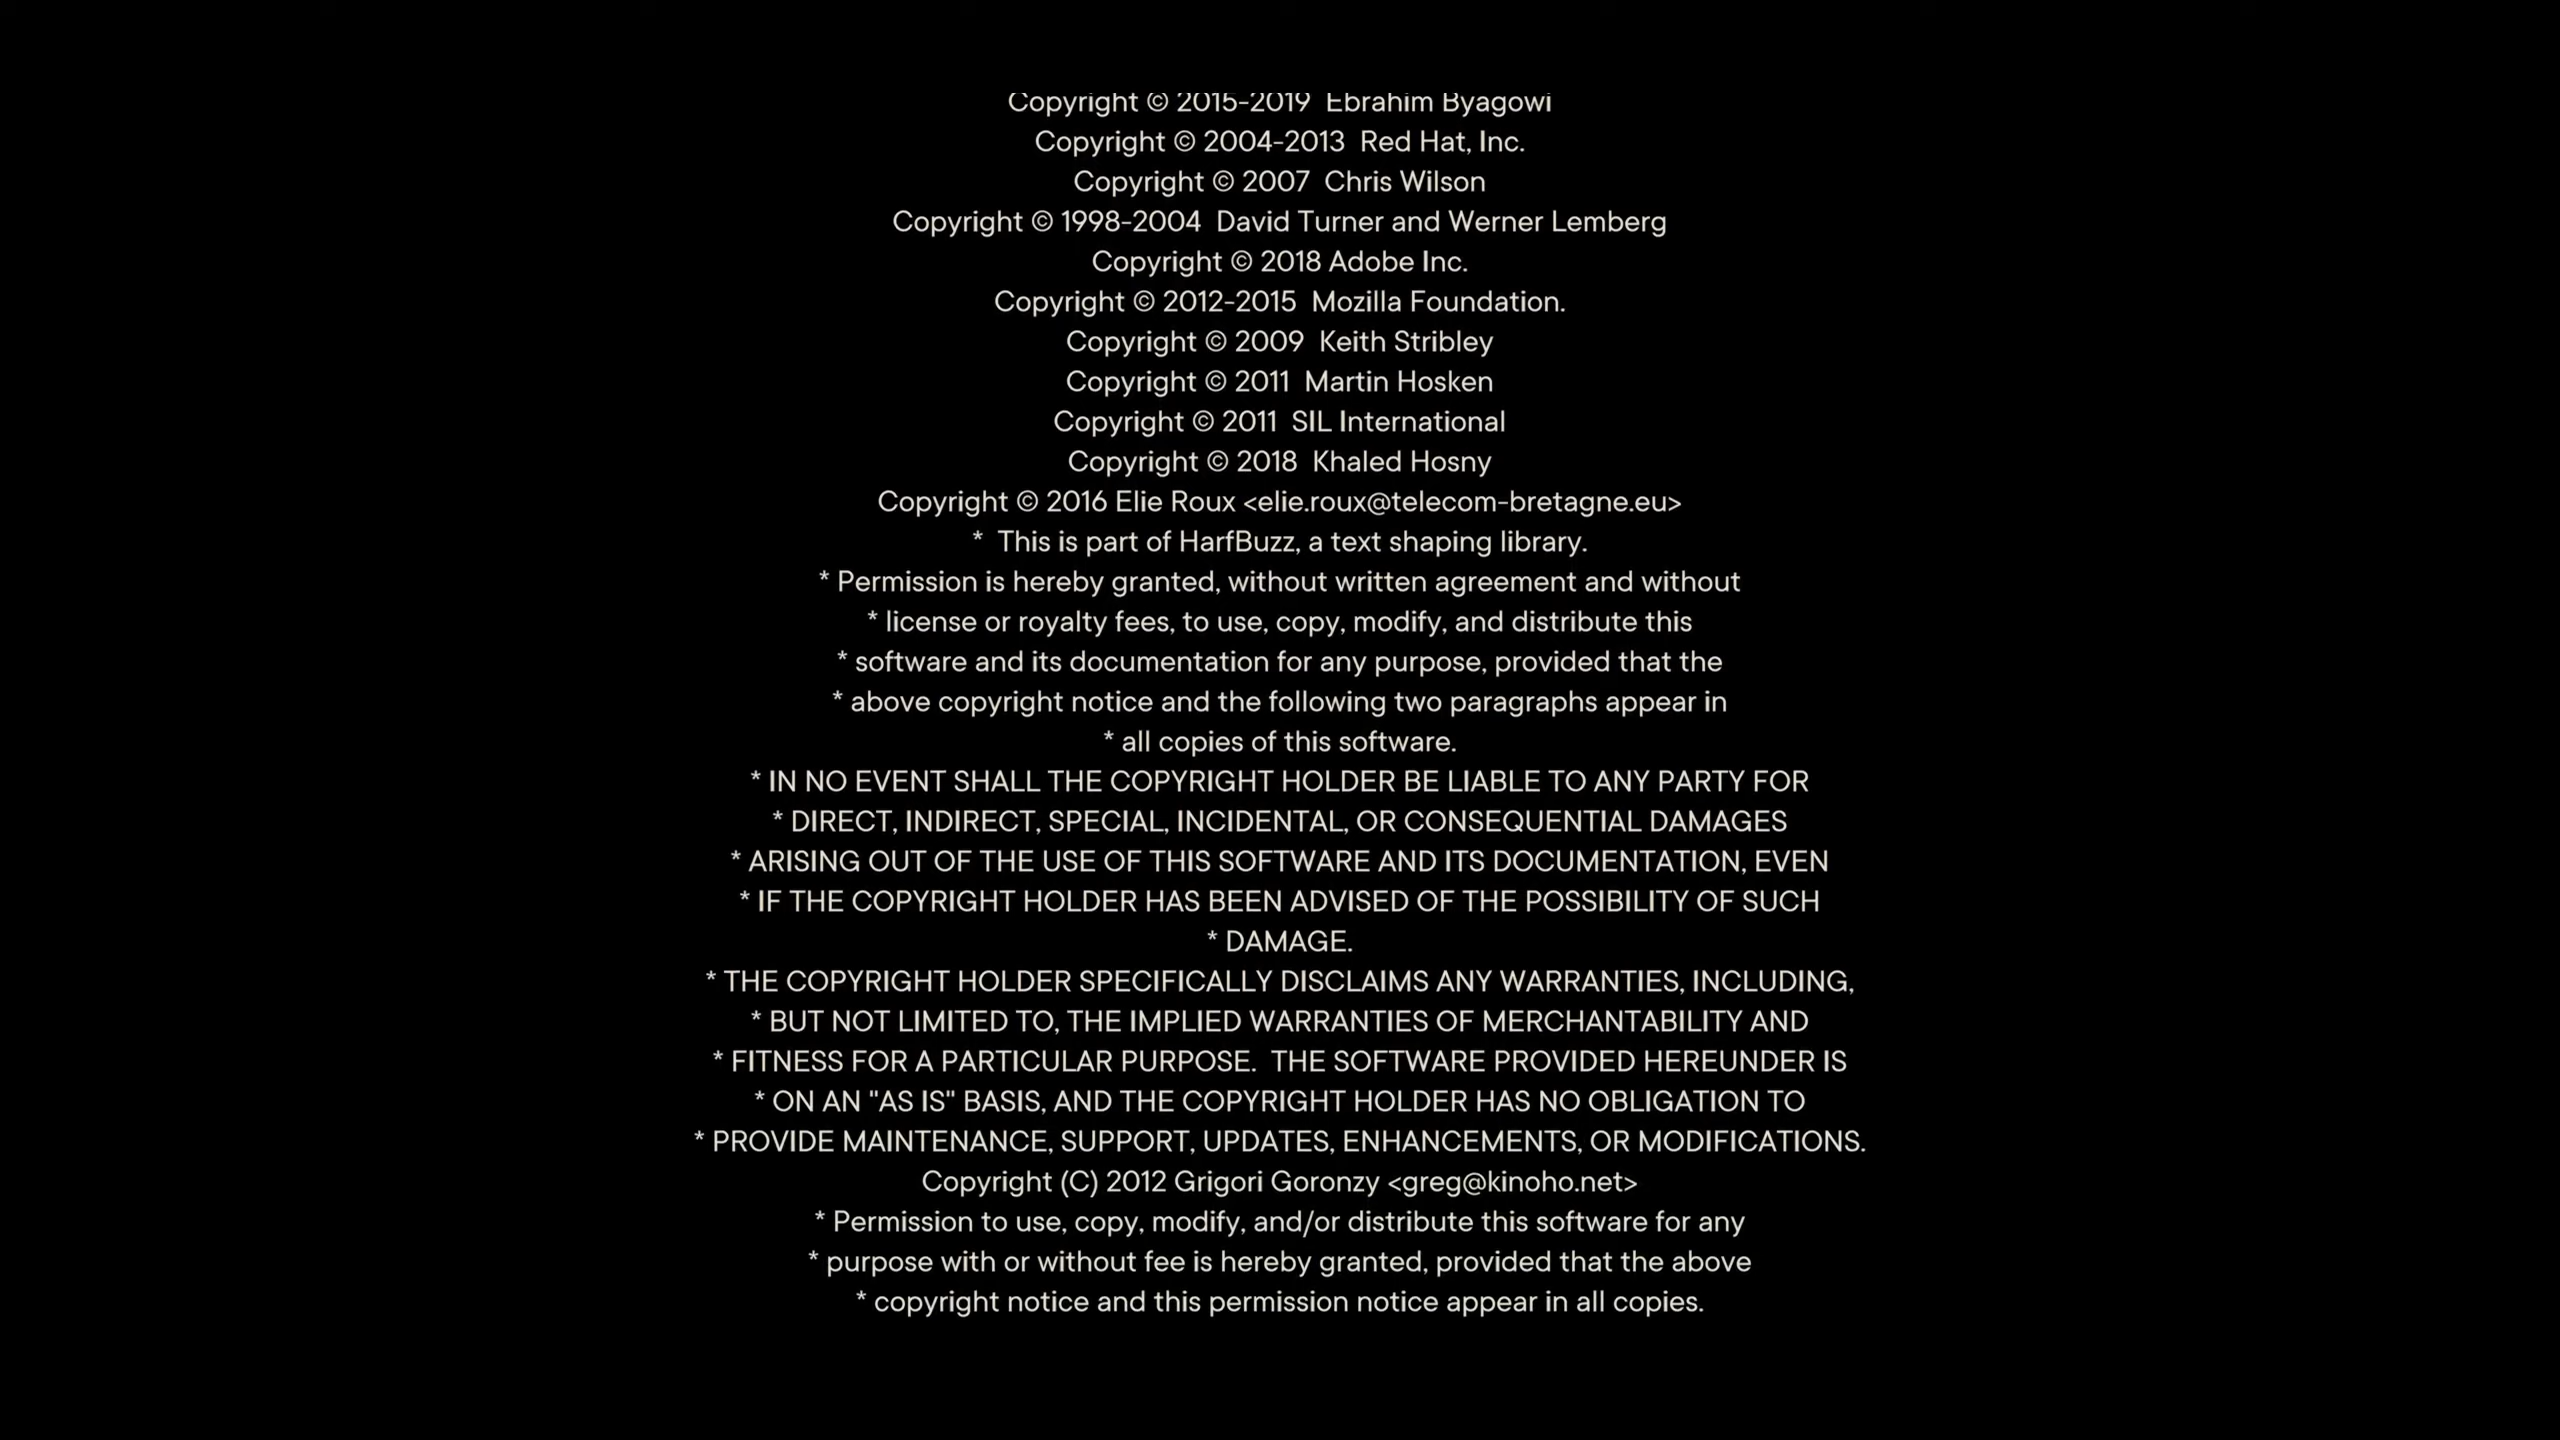 Copyright © 2015-2019  Ebrahim Byagowi
Copyright © 2004-2013  Red Hat, Inc.
Copyright © 2007  Chris Wilson
Copyright © 1998-2004  David Turner and Werner Lemberg
Copyright © 2018 Adobe Inc.
Copyright © 2012-2015  Mozilla Foundation.
Copyright © 2009  Keith Stribley
Copyright © 2011  Martin Hosken
Copyright © 2011  SIL International
Copyright © 2018  Khaled Hosny
Copyright © 2016 Elie Roux <elie.roux@telecom-bretagne.eu>
*  This is part of HarfBuzz, a text shaping library.
* Permission is hereby granted, without written agreement and without
* license or royalty fees, to use, copy, modify, and distribute this
* software and its documentation for any purpose, provided that the
* above copyright notice and the following two paragraphs appear in
* all copies of this software.
* IN NO EVENT SHALL THE COPYRIGHT HOLDER BE LIABLE TO ANY PARTY FOR
* DIRECT, INDIRECT, SPECIAL, INCIDENTAL, OR CONSEQUENTIAL DAMAGES
* ARISING OUT OF THE USE OF THIS SOFTWARE AND ITS DOCUMENTATION, EVEN
* IF THE COPYRIGHT HOLDER HAS BEEN ADVISED OF THE POSSIBILITY OF SUCH
* DAMAGE.
* THE COPYRIGHT HOLDER SPECIFICALLY DISCLAIMS ANY WARRANTIES, INCLUDING,
* BUT NOT LIMITED TO, THE IMPLIED WARRANTIES OF MERCHANTABILITY AND
* FITNESS FOR A PARTICULAR PURPOSE.  THE SOFTWARE PROVIDED HEREUNDER IS
* ON AN "AS IS" BASIS, AND THE COPYRIGHT HOLDER HAS NO OBLIGATION TO
* PROVIDE MAINTENANCE, SUPPORT, UPDATES, ENHANCEMENTS, OR MODIFICATIONS.
Copyright (C) 2012 Grigori Goronzy <greg@kinoho.net>
* Permission to use, copy, modify, and/or distribute this software for any
* purpose with or without fee is hereby granted, provided that the above
* copyright notice and this permission notice appear in all copies.